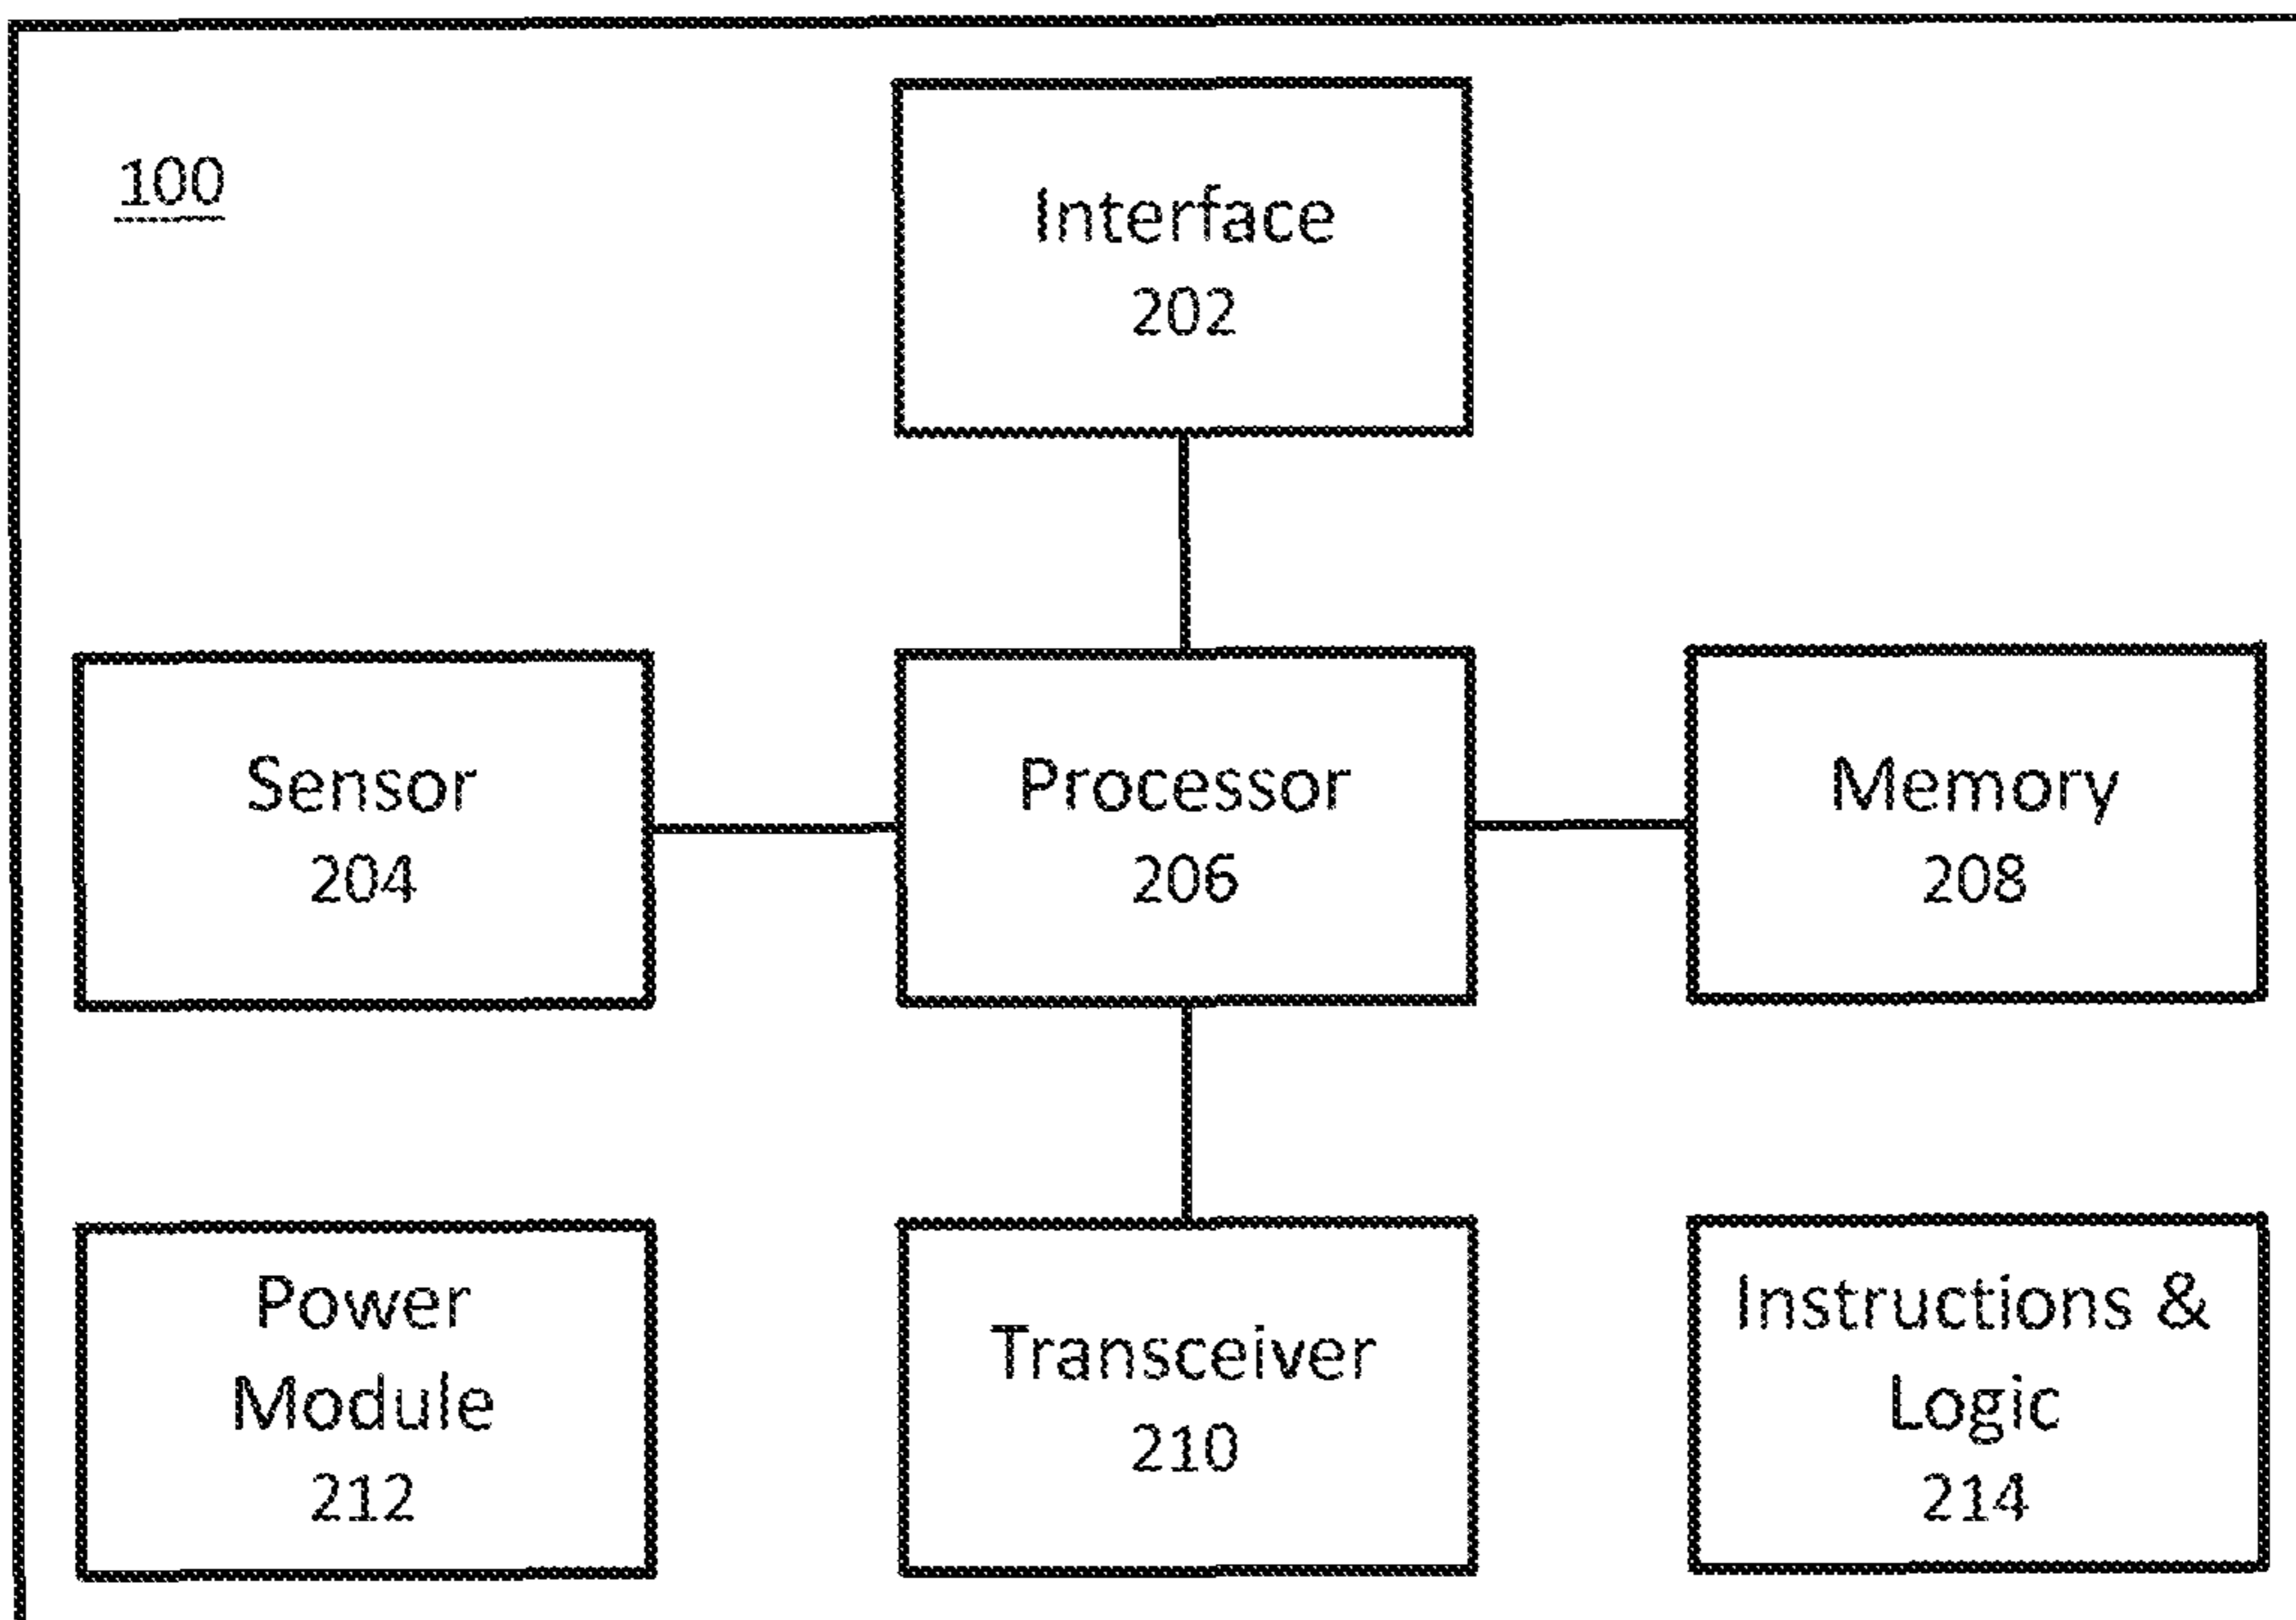 100
Interface
202
Sensor
204
Processor
206
Memory
208
Power
Module
212
Transceiver
210
Instructions &
Logic
214